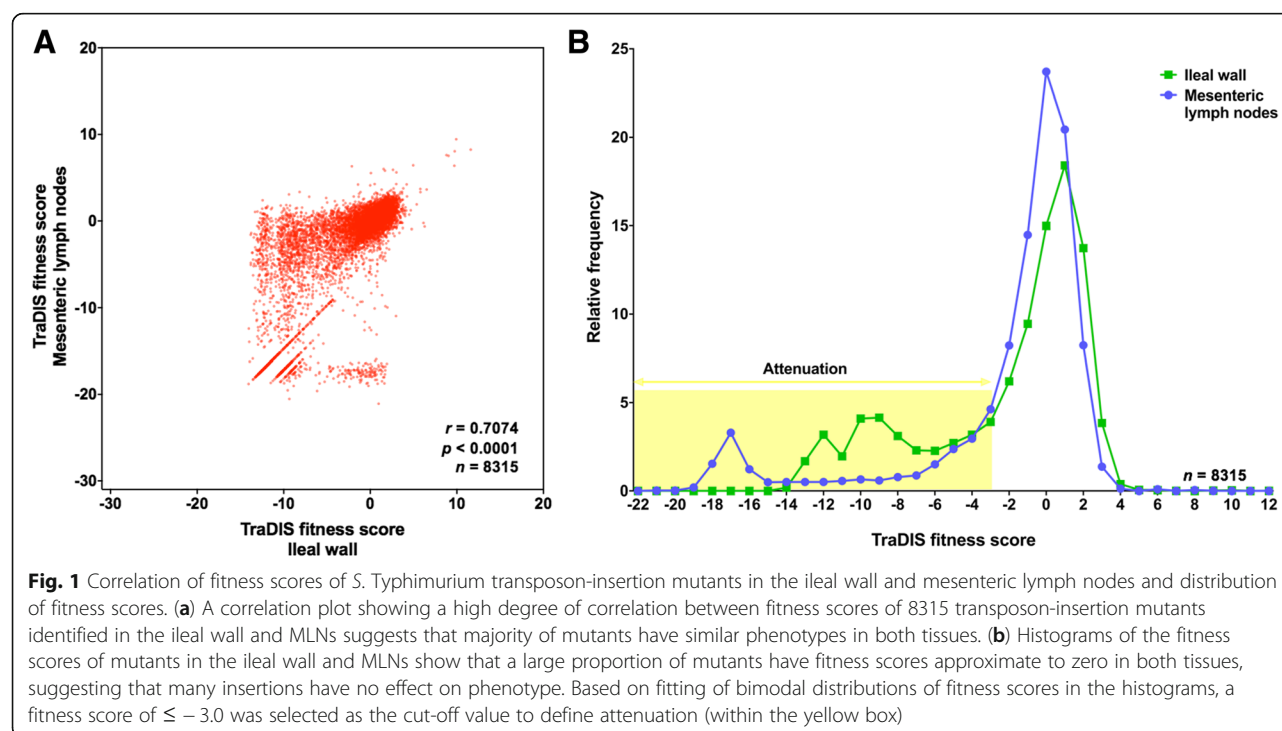 A
20
10
0
-10
-20
-30
TraDIS fitness score
Mesenteric lymph nodes
r = 0.7074
p < 0.0001
n = 8315
-30 -20 -10 0 10 20
TraDIS fitness score
Ileal wall
B
25
20
15
10
5
0
Relative frequency
Ileal wall
Mesenteric
lymph nodes
Attenuation
n = 8315
-22 -20 -18 -16 -14 -12 -10 -8 -6 -4 -2 0 2 4 6 8 10 12
TraDIS fitness score
Fig. 1 Correlation of fitness scores of S. Typhimurium transposon-insertion mutants in the ileal wall and mesenteric lymph nodes and distribution
of fitness scores. (a) A correlation plot showing a high degree of correlation between fitness scores of 8315 transposon-insertion mutants
identified in the ileal wall and MLNs suggests that majority of mutants have similar phenotypes in both tissues. (b) Histograms of the fitness
scores of mutants in the ileal wall and MLNs show that a large proportion of mutants have fitness scores approximate to zero in both tissues,
suggesting that many insertions have no effect on phenotype. Based on fitting of bimodal distributions of fitness scores in the histograms, a
fitness score of ≤ − 3.0 was selected as the cut-off value to define attenuation (within the yellow box)